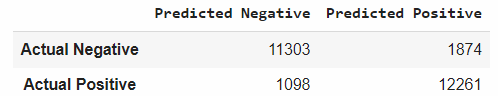 Predicted Negative Predicted Positive
Actual Negative 11303 1874
Actual Positive 1098 12261